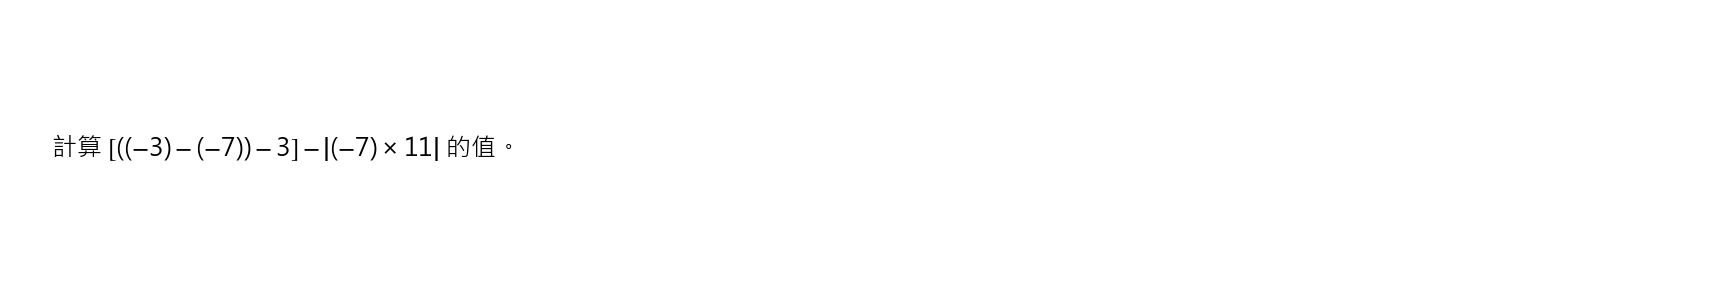 計算 [((−3) − (−7)) − 3] − |(−7) × 11| 的值。